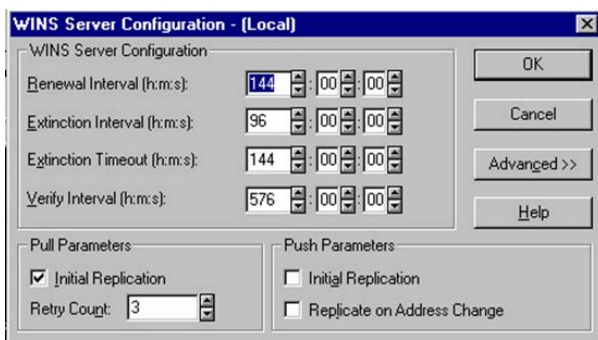 WINS Server Configuration - (Local)
WINS Server Configuration
Renewal Interval (h:m:s): 144 : 00 : 00
Extinction Interval (h:m:s): 96 : 00 : 00
Extinction Timeout (h:m:s): 144 : 00 : 00
Verify Interval (h:m:s): 576 : 00 : 00
OK
Cancel
Advanced >>
Help
Pull Parameters
Initial Replication
Retry Count: 3
Push Parameters
Initial Replication
Replicate on Address Change